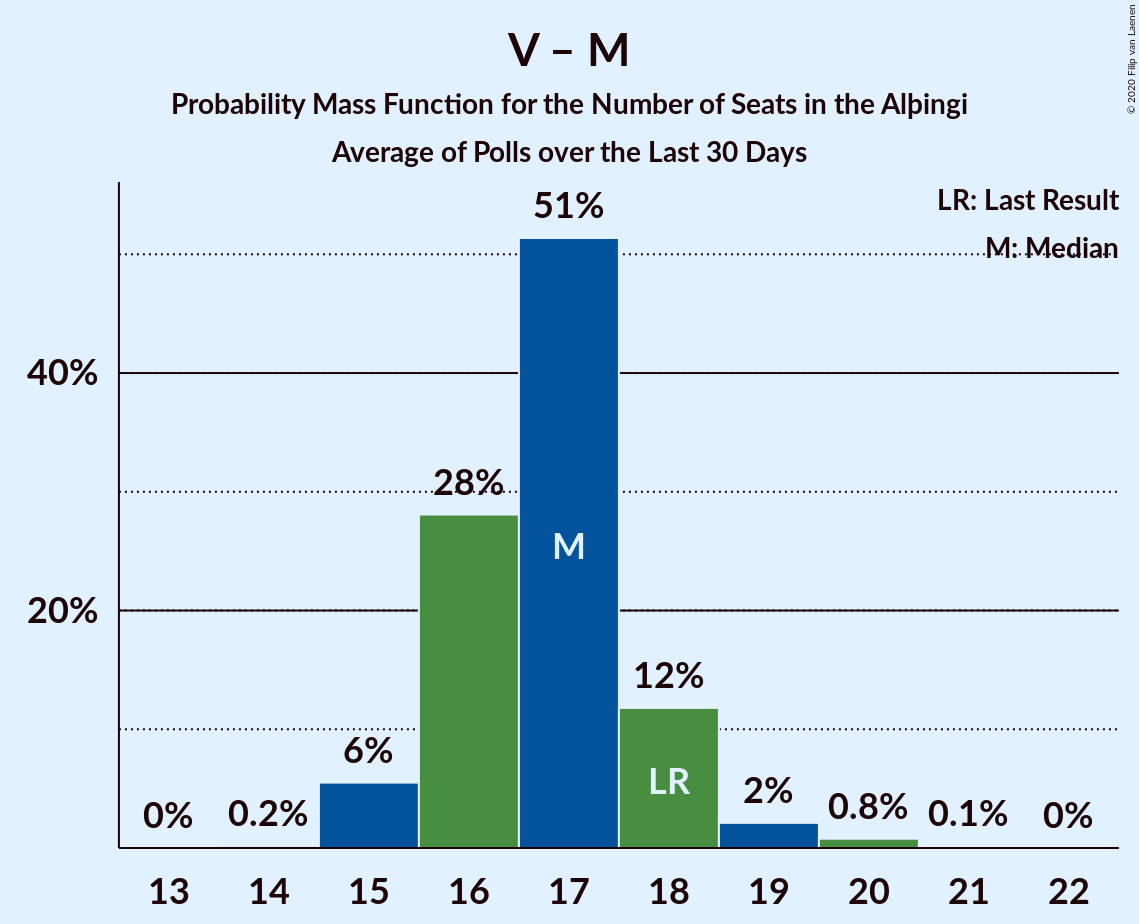 V – M
Probability Mass Function for the Number of Seats in the Alþingi
Average of Polls over the Last 30 Days
© 2020 Filip van Laenen
LR: Last Result
M: Median
40%
20%
0%
0.2%
6%
28%
51%
12%
2%
0.8%
0.1%
0%
M
LR
13 14 15 16 17 18 19 20 21 22